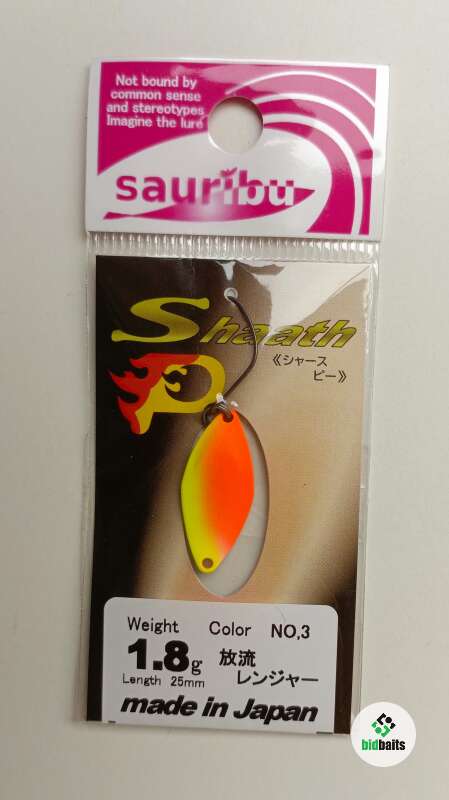 Not bound by
common sense
and stereotypes
Imagine the lure
sauribu
Shaath
P
《シャース
ピー》
Weight Color NO,3
1.8g 放流
Length 25mm レンジャー
made in Japan
bidbaits